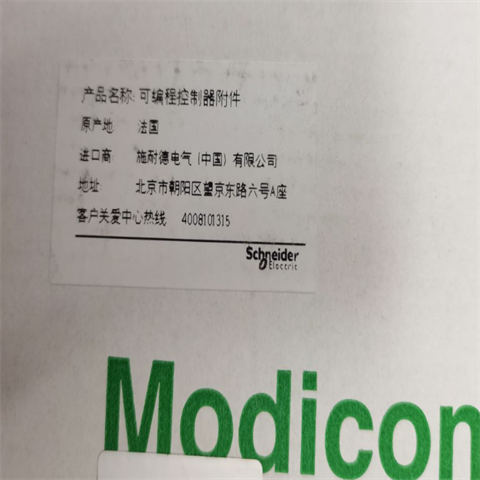 产品名称: 可编程控制器附件
原产地: 法国
进口商: 施耐德电气 (中国) 有限公司
地址: 北京市朝阳区望京东路六号A座
客户关爱中心热线: 4008101315
Schneider
Electric
Modicon